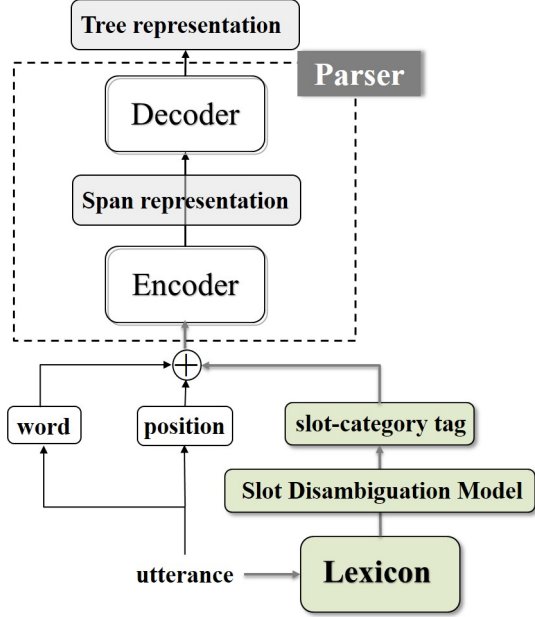 Tree representation
Parser
Decoder
Span representation
Encoder
word
position
slot-category tag
Slot Disambiguation Model
utterance
Lexicon